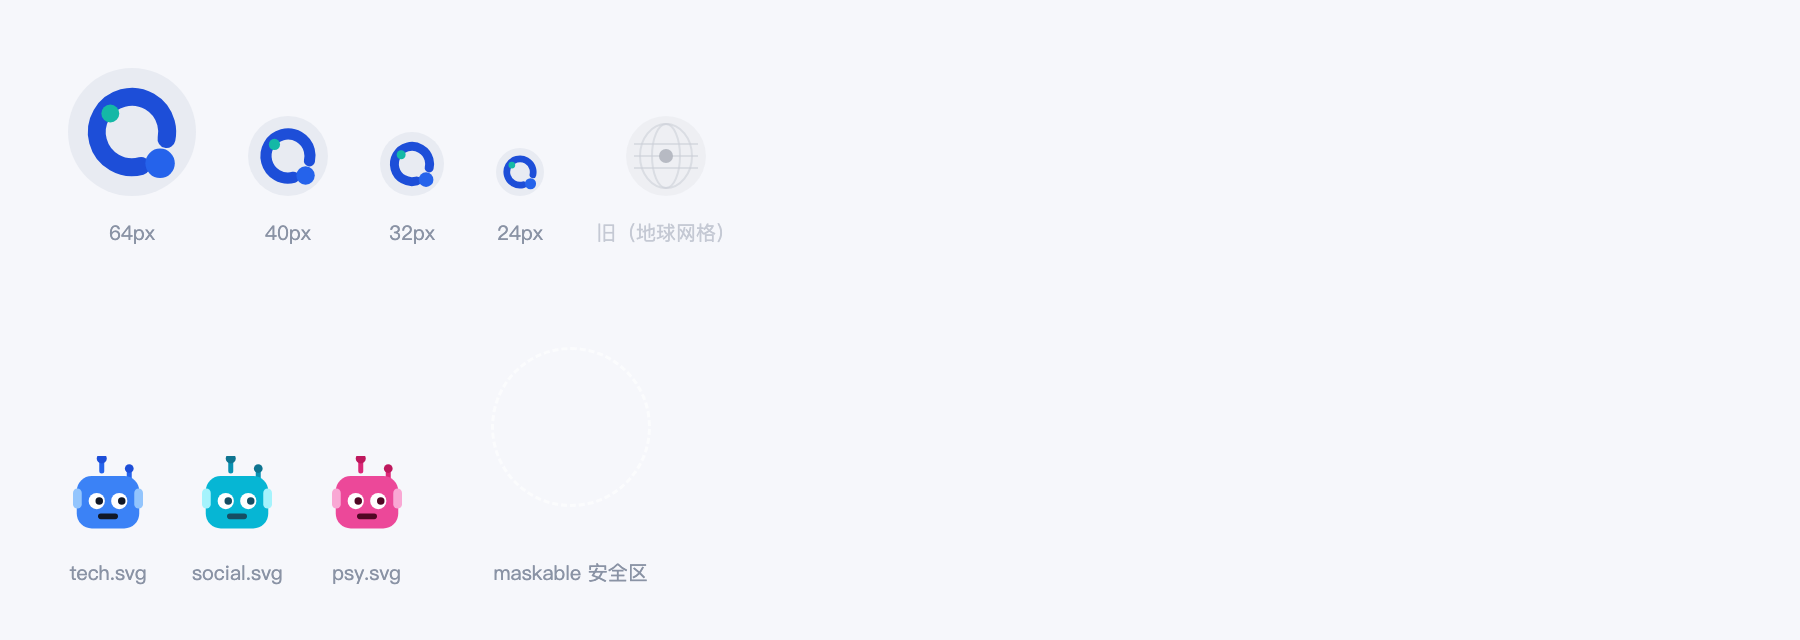 64px
40px
32px
24px
旧（地球网格）
tech.svg
social.svg
psy.svg
maskable 安全区